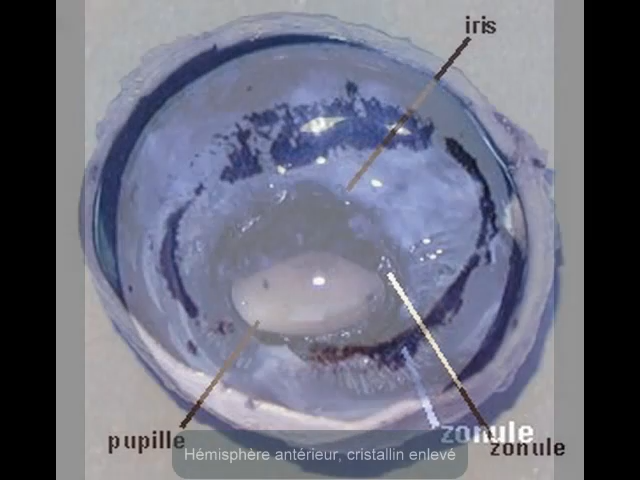 iris
zonule
pupille
zonule
Hémisphère antérieur, cristallin enlevé